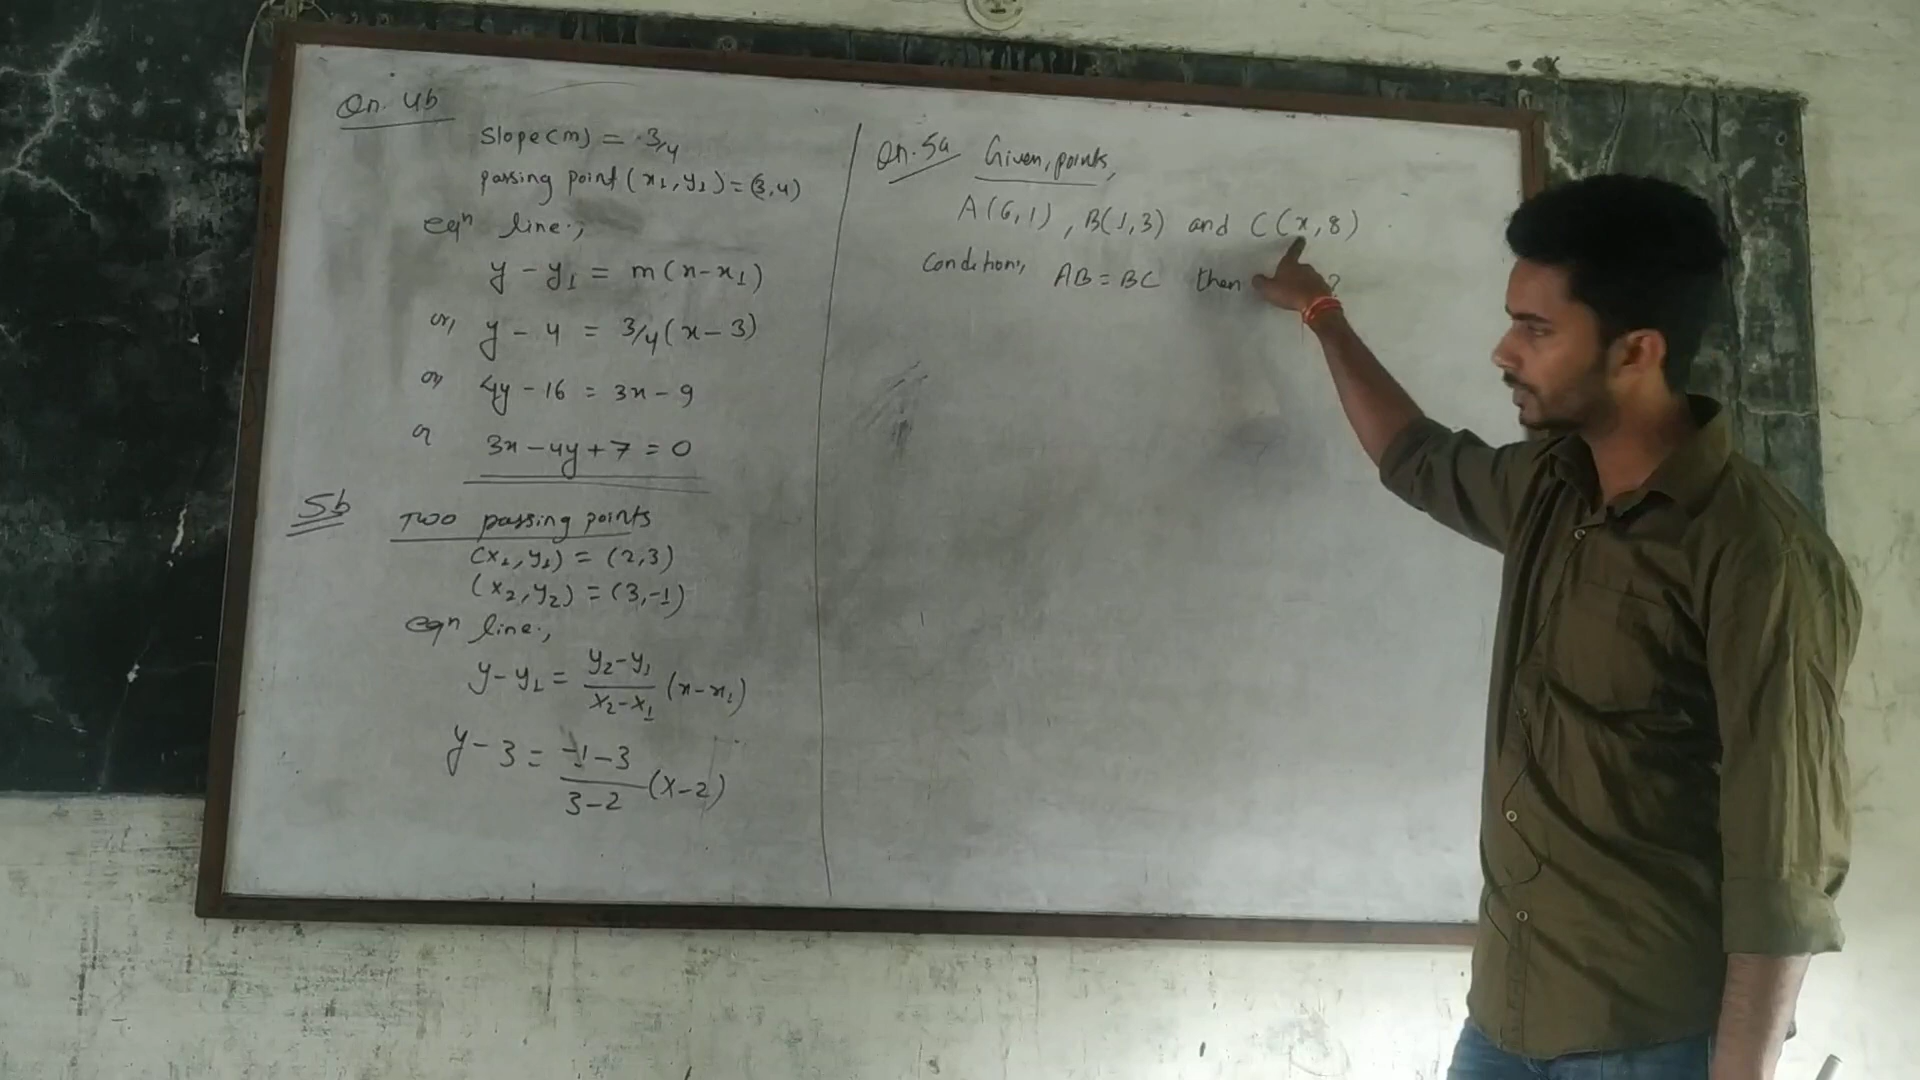 Qn. 4b
Slope(m) = 3/4
passing point (x₁, y₁) = (3,4)
eqⁿ line.,
y - y₁ = m(x-x₁)
or, y - 4 = 3/4(x-3)
or, 4y - 16 = 3x - 9
or 3x - 4y + 7 = 0
5b Two passing points
(x₁, y₁) = (2,3)
(x₂, y₂) = (3,-1)
eqⁿ line.,
y - y₁ = y₂-y₁/x₂-x₁ (x-x₁)
y - 3 = -1-3/3-2 (x-2)
Qn. 5a Given, points,
A(6,1), B(1,3) and C(x,8)
Condition, AB = BC then ?